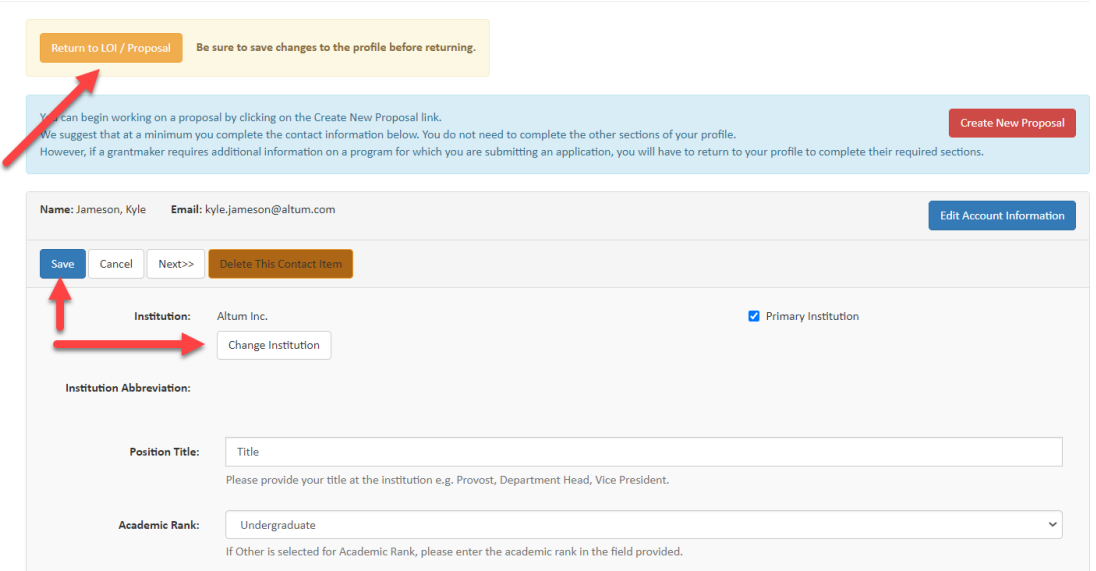 Return to LOI / Proposal Be sure to save changes to the profile before returning.
You can begin working on a proposal by clicking on the Create New Proposal link.
Create New Proposal
We suggest that at a minimum you complete the contact information below. You do not need to complete the other sections of your profile.
However, if a grantmaker requires additional information on a program for which you are submitting an application, you will have to return to your profile to complete their required sections.
Name: Jameson, Kyle Email: kyle.jameson@altum.com
Edit Account Information
Save Cancel Next>> Delete This Contact Item
Institution: Altum Inc. Primary Institution
Change Institution
Institution Abbreviation:
Position Title: Title
Please provide your title at the institution e.g. Provost, Department Head, Vice President.
Academic Rank: Undergraduate
If Other is selected for Academic Rank, please enter the academic rank in the field provided.